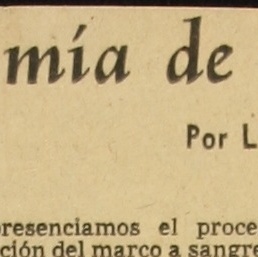 mía de
Por L
presenciamos el proce
ción del marco a sangre